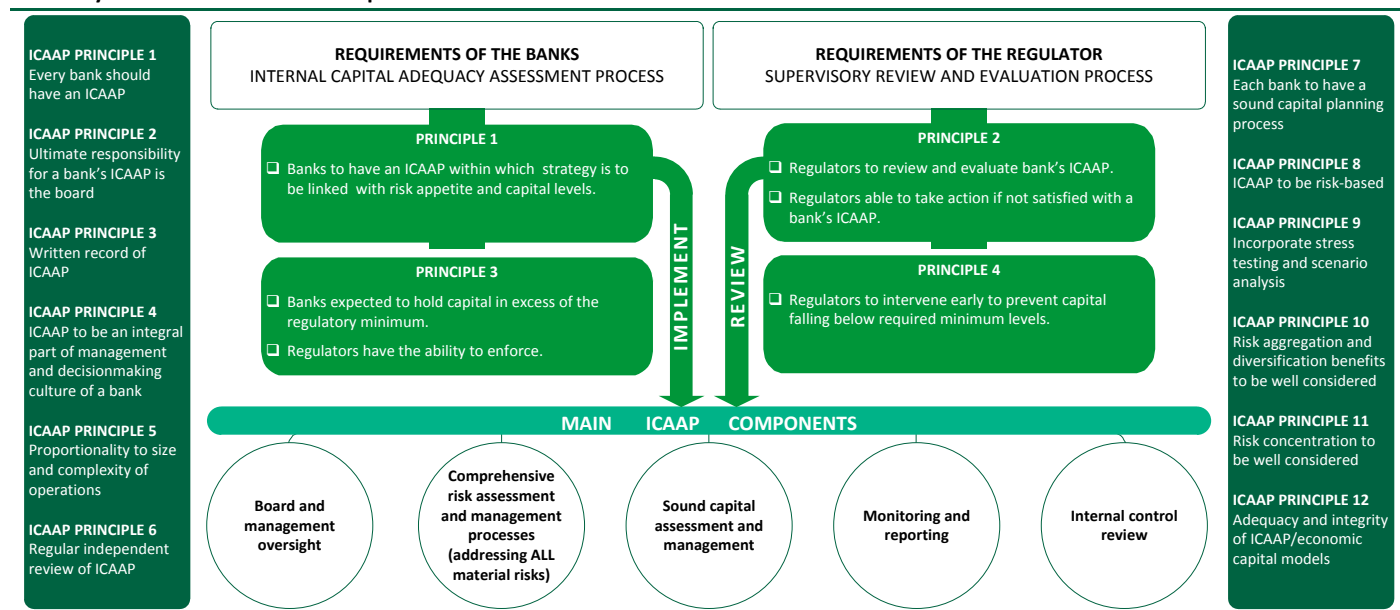 ICAAP PRINCIPLE 1
Every bank should
have an ICAAP
ICAAP PRINCIPLE 2
Ultimate responsibility
for a bank's ICAAP is
the board
ICAAP PRINCIPLE 3
Written record of
ICAAP
ICAAP PRINCIPLE 4
ICAAP to be an integral
part of management
and decisionmaking
culture of a bank
ICAAP PRINCIPLE 5
Proportionality to size
and complexity of
operations
ICAAP PRINCIPLE 6
Regular independent
review of ICAAP
REQUIREMENTS OF THE BANKS
INTERNAL CAPITAL ADEQUACY ASSESSMENT PROCESS
PRINCIPLE 1
❑ Banks to have an ICAAP within which strategy is to
be linked with risk appetite and capital levels.
PRINCIPLE 3
❑ Banks expected to hold capital in excess of the
regulatory minimum.
❑ Regulators have the ability to enforce.
IMPLEMENT
REQUIREMENTS OF THE REGULATOR
SUPERVISORY REVIEW AND EVALUATION PROCESS
PRINCIPLE 2
❑ Regulators to review and evaluate bank's ICAAP.
❑ Regulators able to take action if not satisfied with a
bank's ICAAP.
PRINCIPLE 4
❑ Regulators to intervene early to prevent capital
falling below required minimum levels.
REVIEW
MAIN ICAAP COMPONENTS
Board and
management
oversight
Comprehensive
risk assessment
and management
processes
(addressing ALL
material risks)
Sound capital
assessment and
management
Monitoring and
reporting
Internal control
review
ICAAP PRINCIPLE 7
Each bank to have a
sound capital planning
process
ICAAP PRINCIPLE 8
ICAAP to be risk-based
ICAAP PRINCIPLE 9
Incorporate stress
testing and scenario
analysis
ICAAP PRINCIPLE 10
Risk aggregation and
diversification benefits
to be well considered
ICAAP PRINCIPLE 11
Risk concentration to
be well considered
ICAAP PRINCIPLE 12
Adequacy and integrity
of ICAAP/economic
capital models